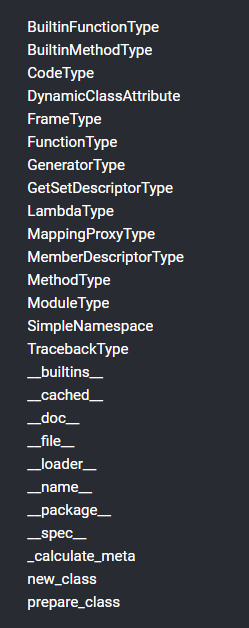 BuiltinFunctionType
BuiltinMethodType
CodeType
DynamicClassAttribute
FrameType
FunctionType
GeneratorType
GetSetDescriptorType
LambdaType
MappingProxyType
MemberDescriptorType
MethodType
ModuleType
SimpleNamespace
TracebackType
__builtins__
__cached__
__doc__
__file__
__loader__
__name__
__package__
__spec__
_calculate_meta
new_class
prepare_class